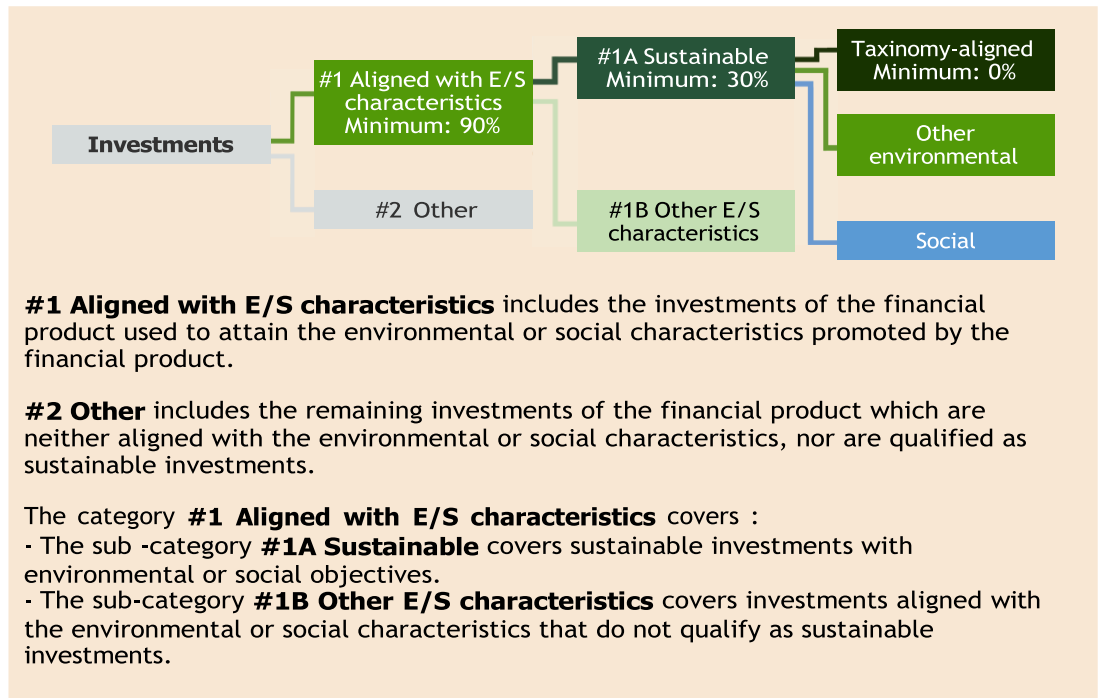 #1 Aligned with E/S
characteristics
Minimum: 90%
#1A Sustainable
Minimum: 30%
Taxinomy-aligned
Minimum: 0%
Investments
Other
environmental
#2 Other
#1B Other E/S
characteristics
Social
#1 Aligned with E/S characteristics includes the investments of the financial
product used to attain the environmental or social characteristics promoted by the
financial product.
#2 Other includes the remaining investments of the financial product which are
neither aligned with the environmental or social characteristics, nor are qualified as
sustainable investments.
The category #1 Aligned with E/S characteristics covers :
- The sub -category #1A Sustainable covers sustainable investments with
environmental or social objectives.
- The sub-category #1B Other E/S characteristics covers investments aligned with
the environmental or social characteristics that do not qualify as sustainable
investments.